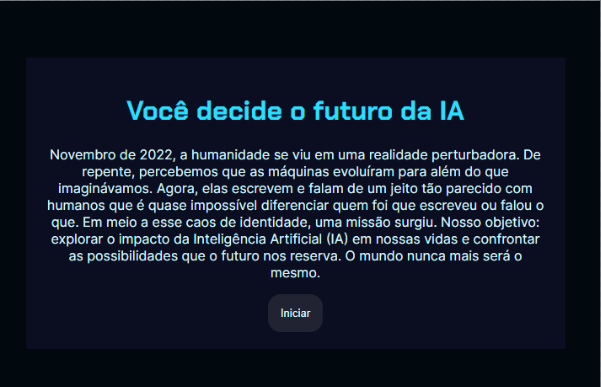 Você decide o futuro da IA
Novembro de 2022, a humanidade se viu em uma realidade perturbadora. De
repente, percebemos que as máquinas evoluíram para além do que
imaginávamos. Agora, elas escrevem e falam de um jeito tão parecido com
humanos que é quase impossível diferenciar quem foi que escreveu ou falou o
que. Em meio a esse caos de identidade, uma missão surgiu. Nosso objetivo:
explorar o impacto da Inteligência Artificial (IA) em nossas vidas e confrontar
as possibilidades que o futuro nos reserva. O mundo nunca mais será o
mesmo.
Iniciar